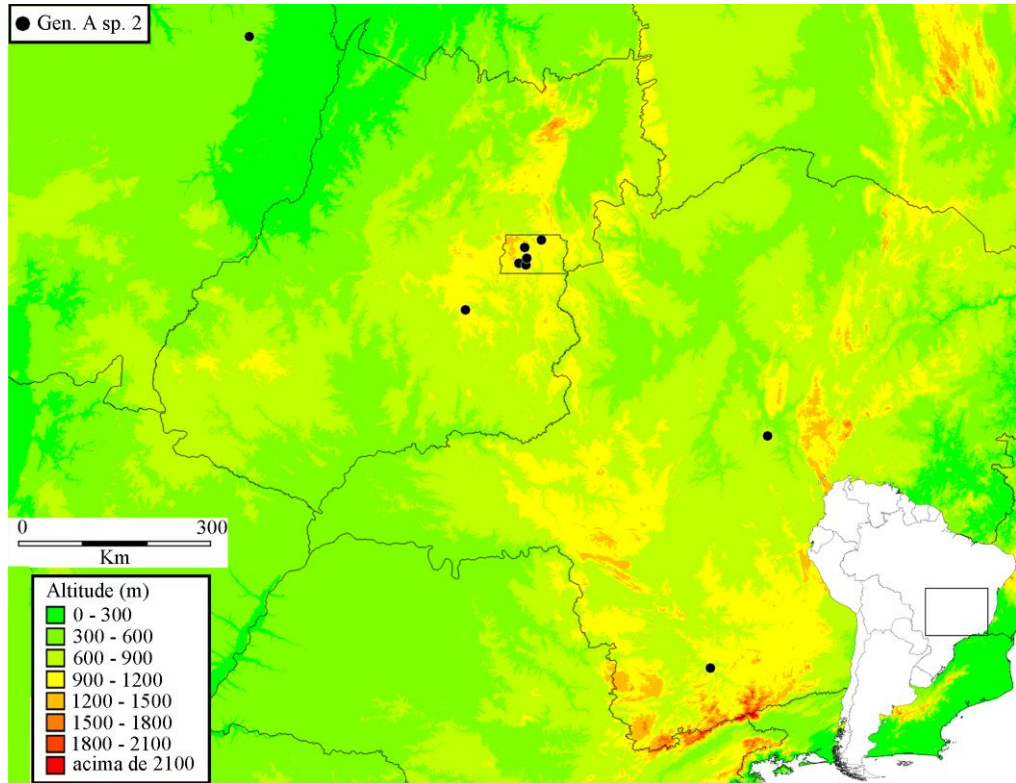 Gen. A sp. 2
0 300
Km
Altitude (m)
0 - 300
300 - 600
600 - 900
900 - 1200
1200 - 1500
1500 - 1800
1800 - 2100
acima de 2100